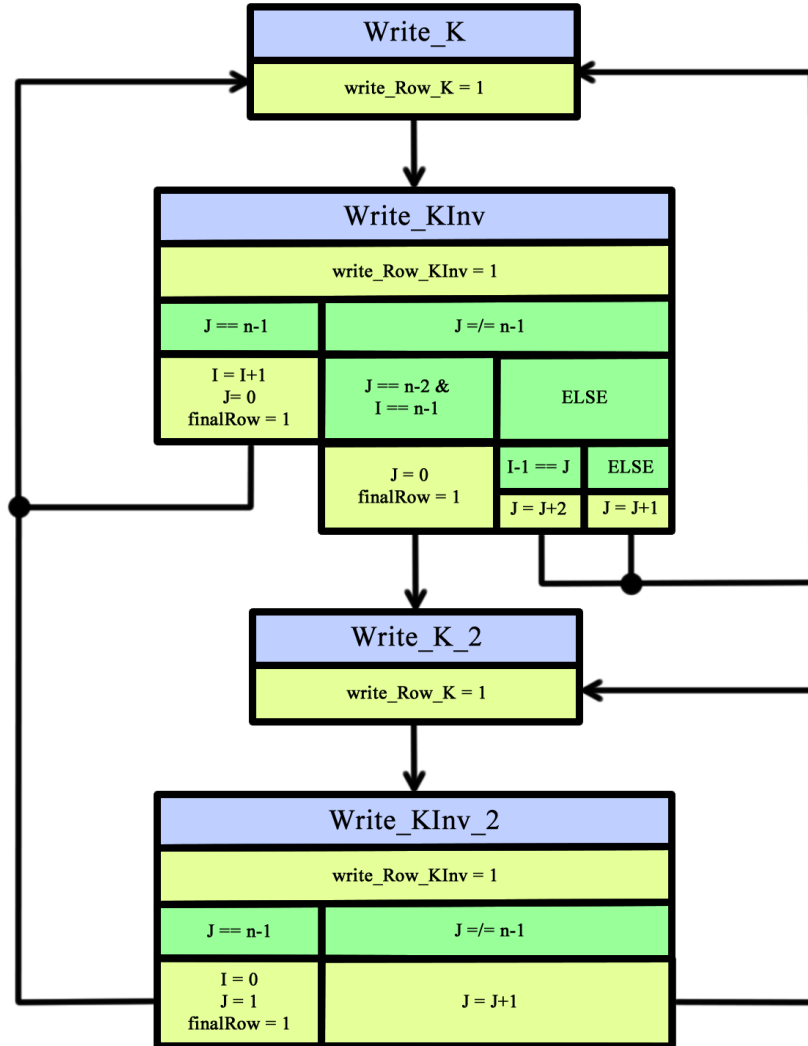 Write_K
write_Row_K = 1
Write_KInv
write_Row_KInv = 1
J == n-1
J =/= n-1
I = I+1
J= 0
finalRow = 1
J == n-2 &
I == n-1
ELSE
J = 0
finalRow = 1
I-1 == J
ELSE
J = J+2
J = J+1
Write_K_2
write_Row_K = 1
Write_KInv_2
write_Row_KInv = 1
J == n-1
J =/= n-1
I = 0
J = 1
finalRow = 1
J = J+1